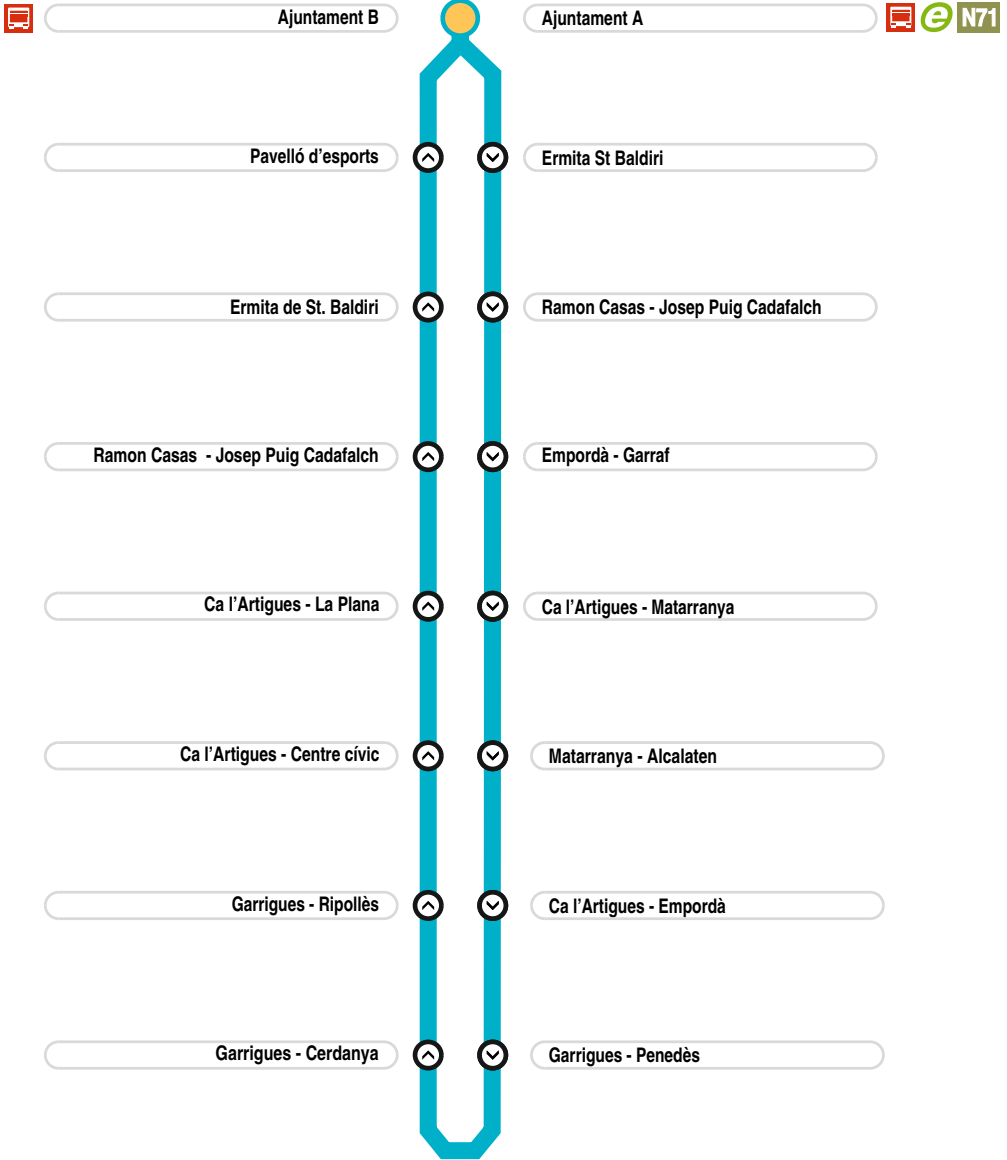 Ajuntament B
Ajuntament A
e N71
Pavelló d’esports
Ermita St Baldiri
Ermita de St. Baldiri
Ramon Casas - Josep Puig Cadafalch
Ramon Casas - Josep Puig Cadafalch
Empordà - Garraf
Ca l’Artigues - La Plana
Ca l’Artigues - Matarranya
Ca l’Artigues - Centre cívic
Matarranya - Alcalaten
Garrigues - Ripollès
Ca l’Artigues - Empordà
Garrigues - Cerdanya
Garrigues - Penedès